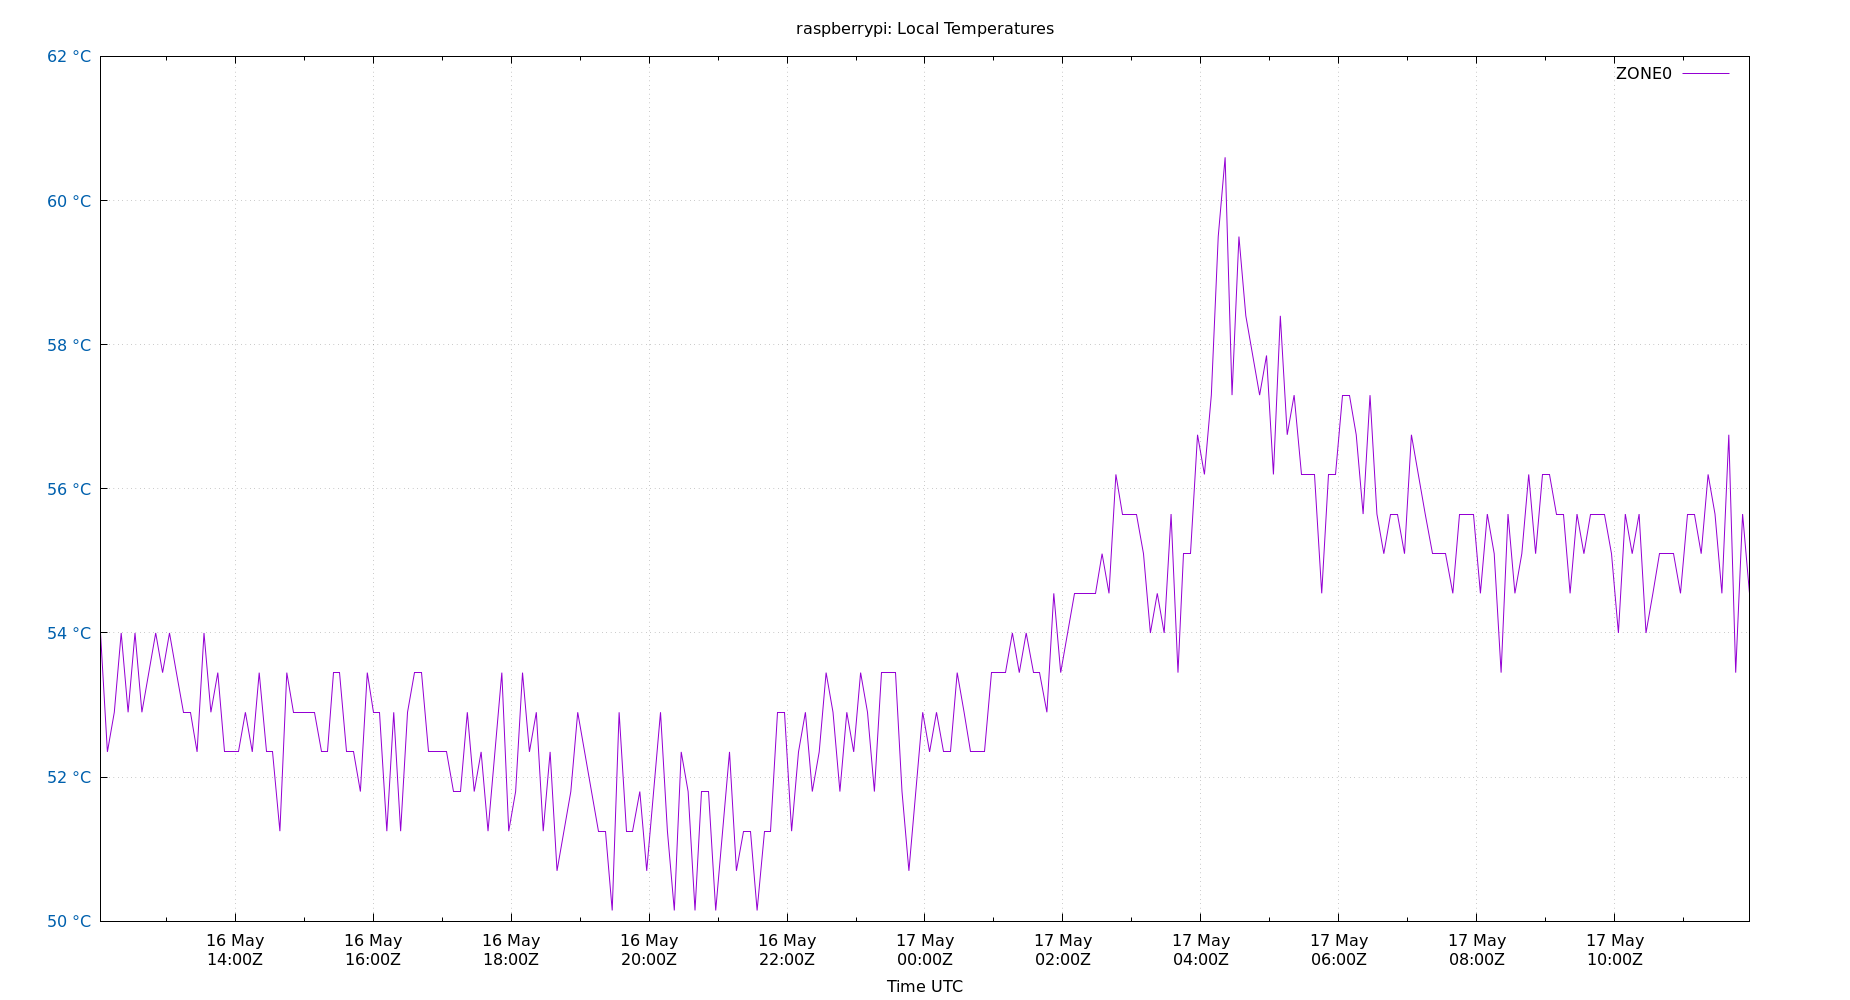 raspberrypi: Local Temperatures
62 °C
ZONE0
60 °C
58 °C
56 °C
54 °C
52 °C
50 °C
16 May 16 May 16 May 16 May 16 May 17 May 17 May 17 May 17 May 17 May 17 May
14:00Z 16:00Z 18:00Z 20:00Z 22:00Z 00:00Z 02:00Z 04:00Z 06:00Z 08:00Z 10:00Z
Time UTC